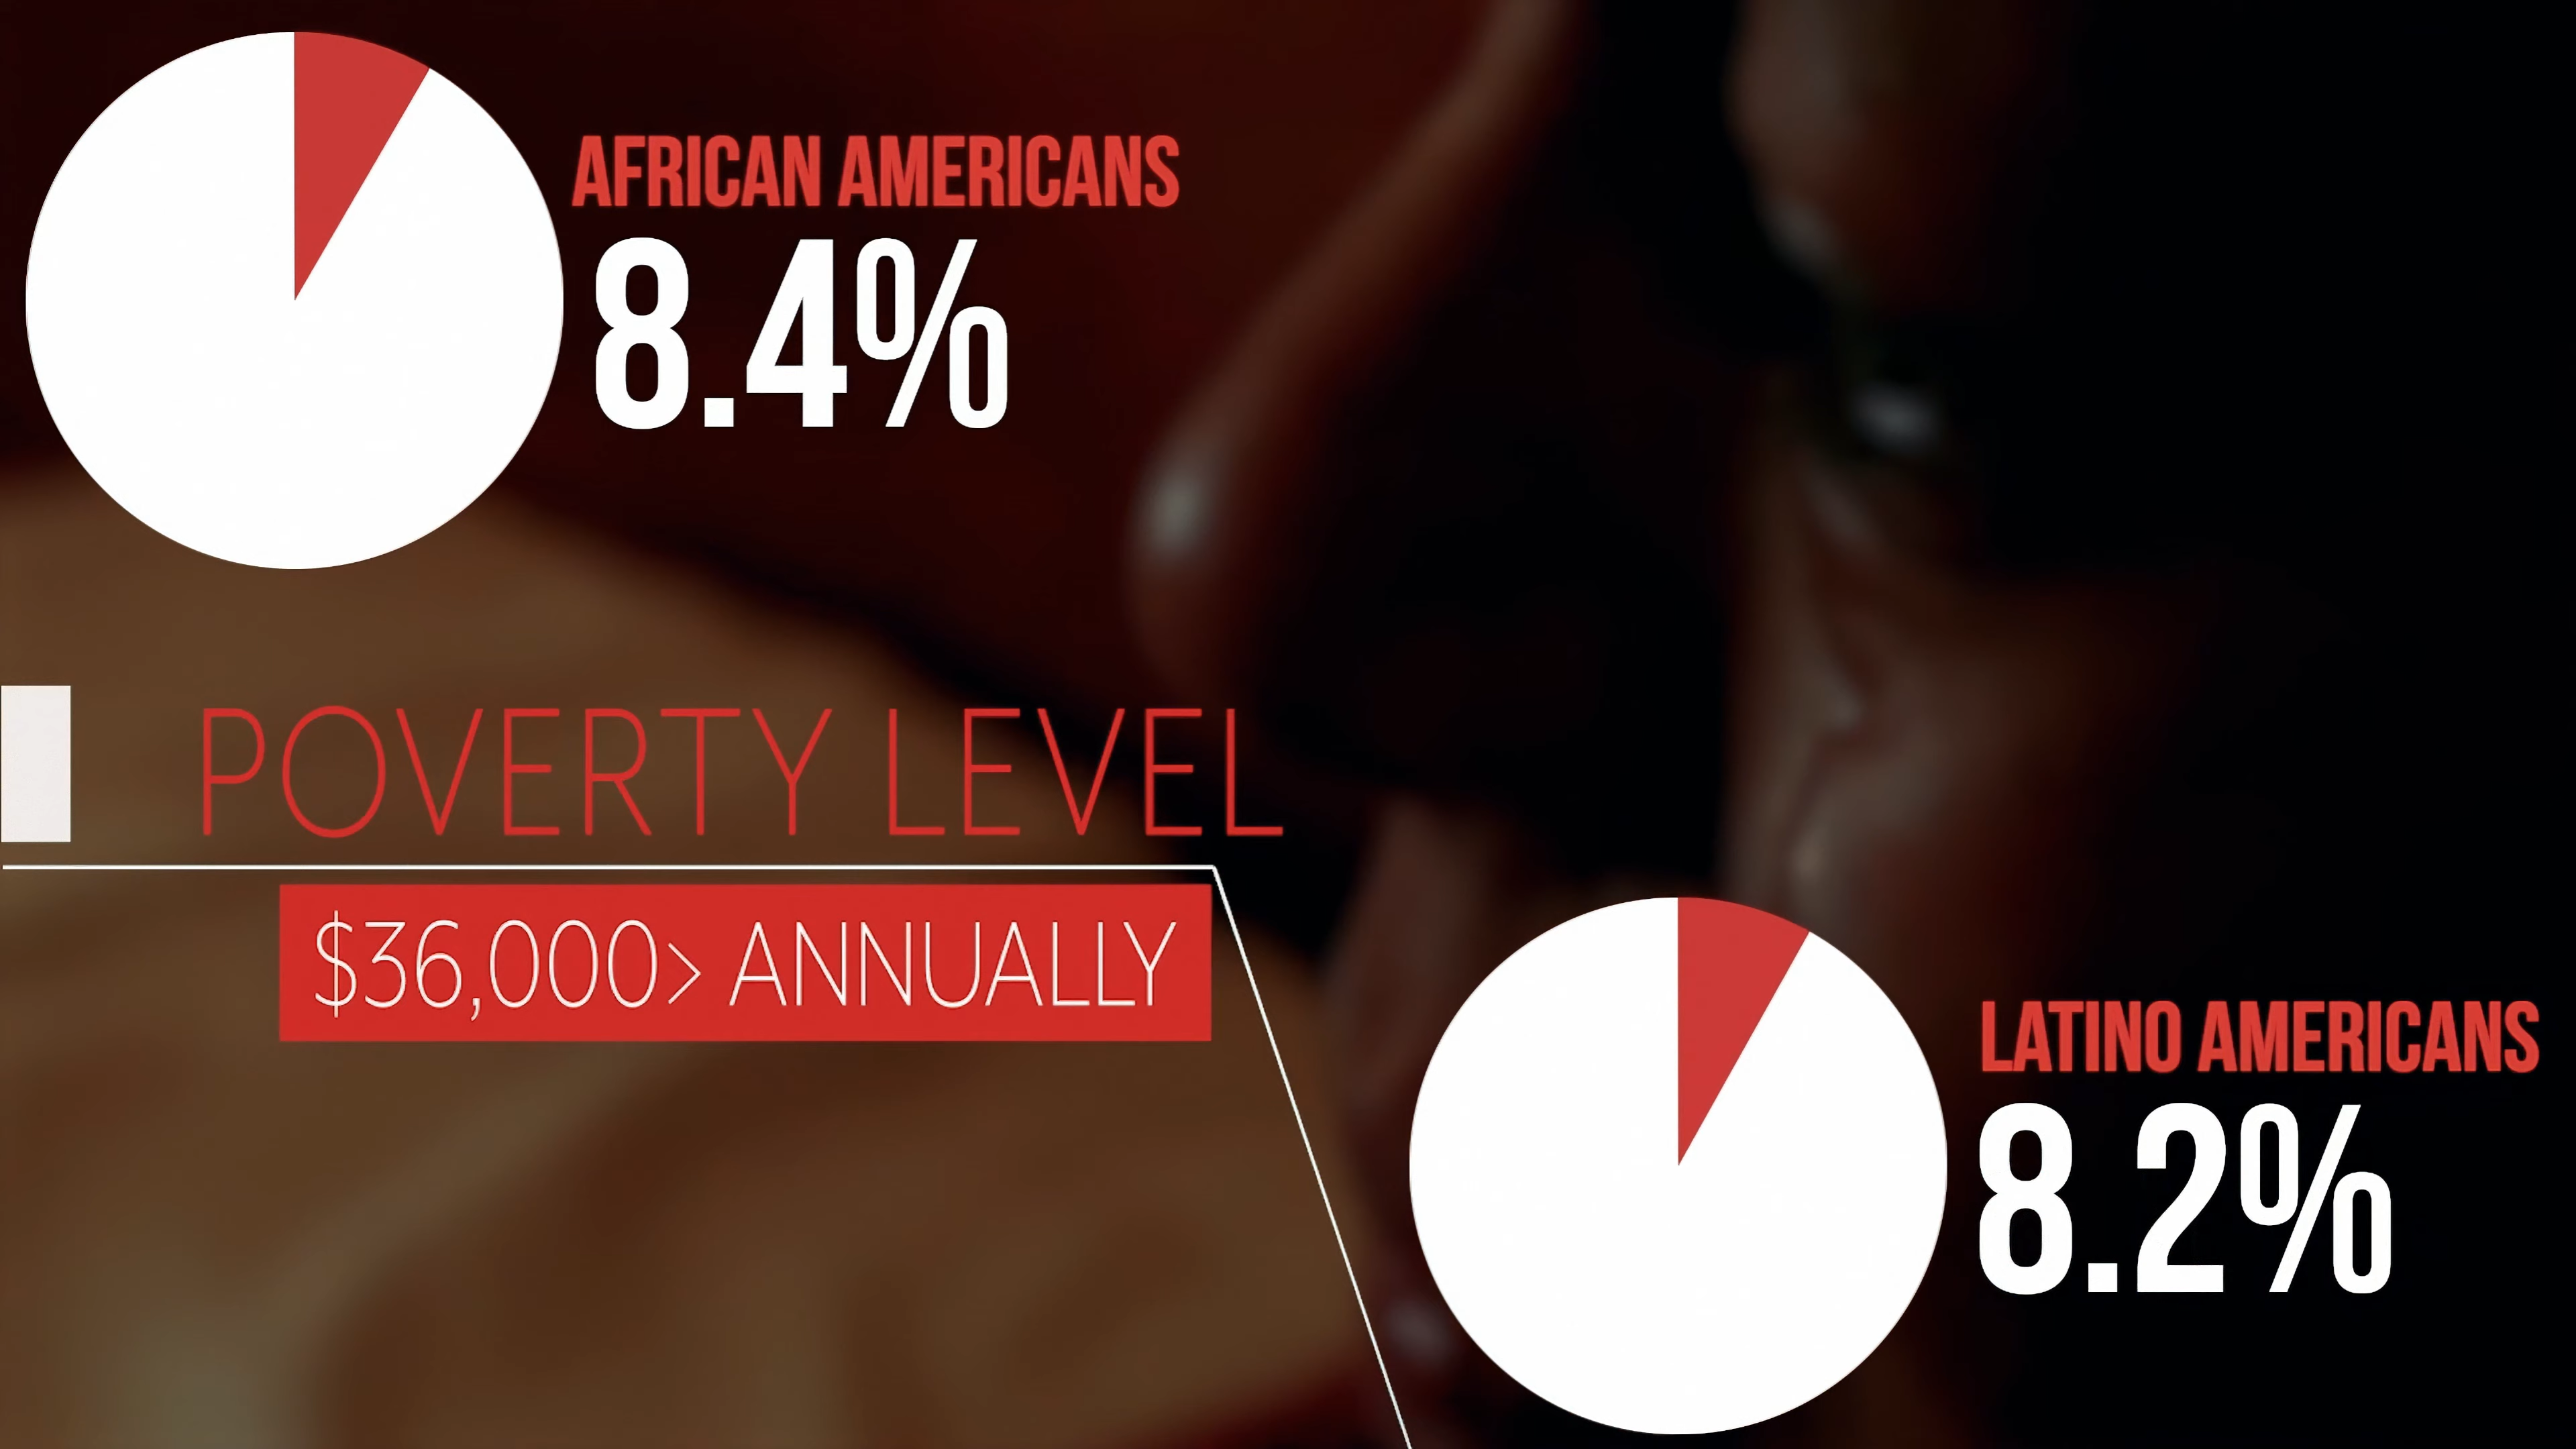 AFRICAN AMERICANS
8.4%
POVERTY LEVEL
$36,000> ANNUALLY
LATINO AMERICANS
8.2%